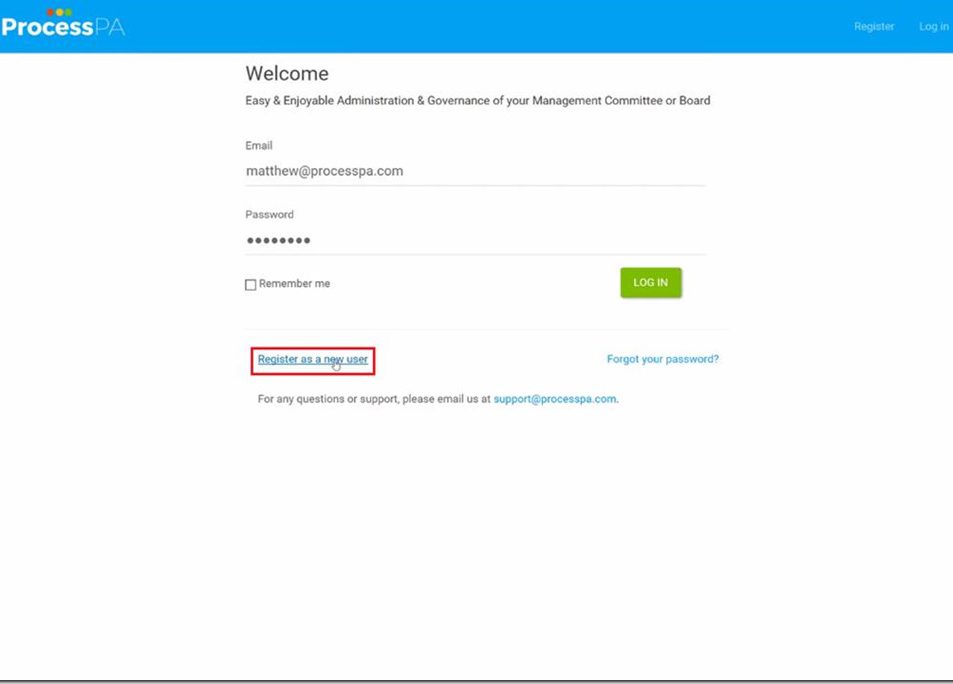 ProcessPA
Register Log in
Welcome
Easy & Enjoyable Administration & Governance of your Management Committee or Board
Email
matthew@processpa.com
Password
Remember me
LOG IN
Register as a new user
Forgot your password?
For any questions or support, please email us at support@processpa.com.